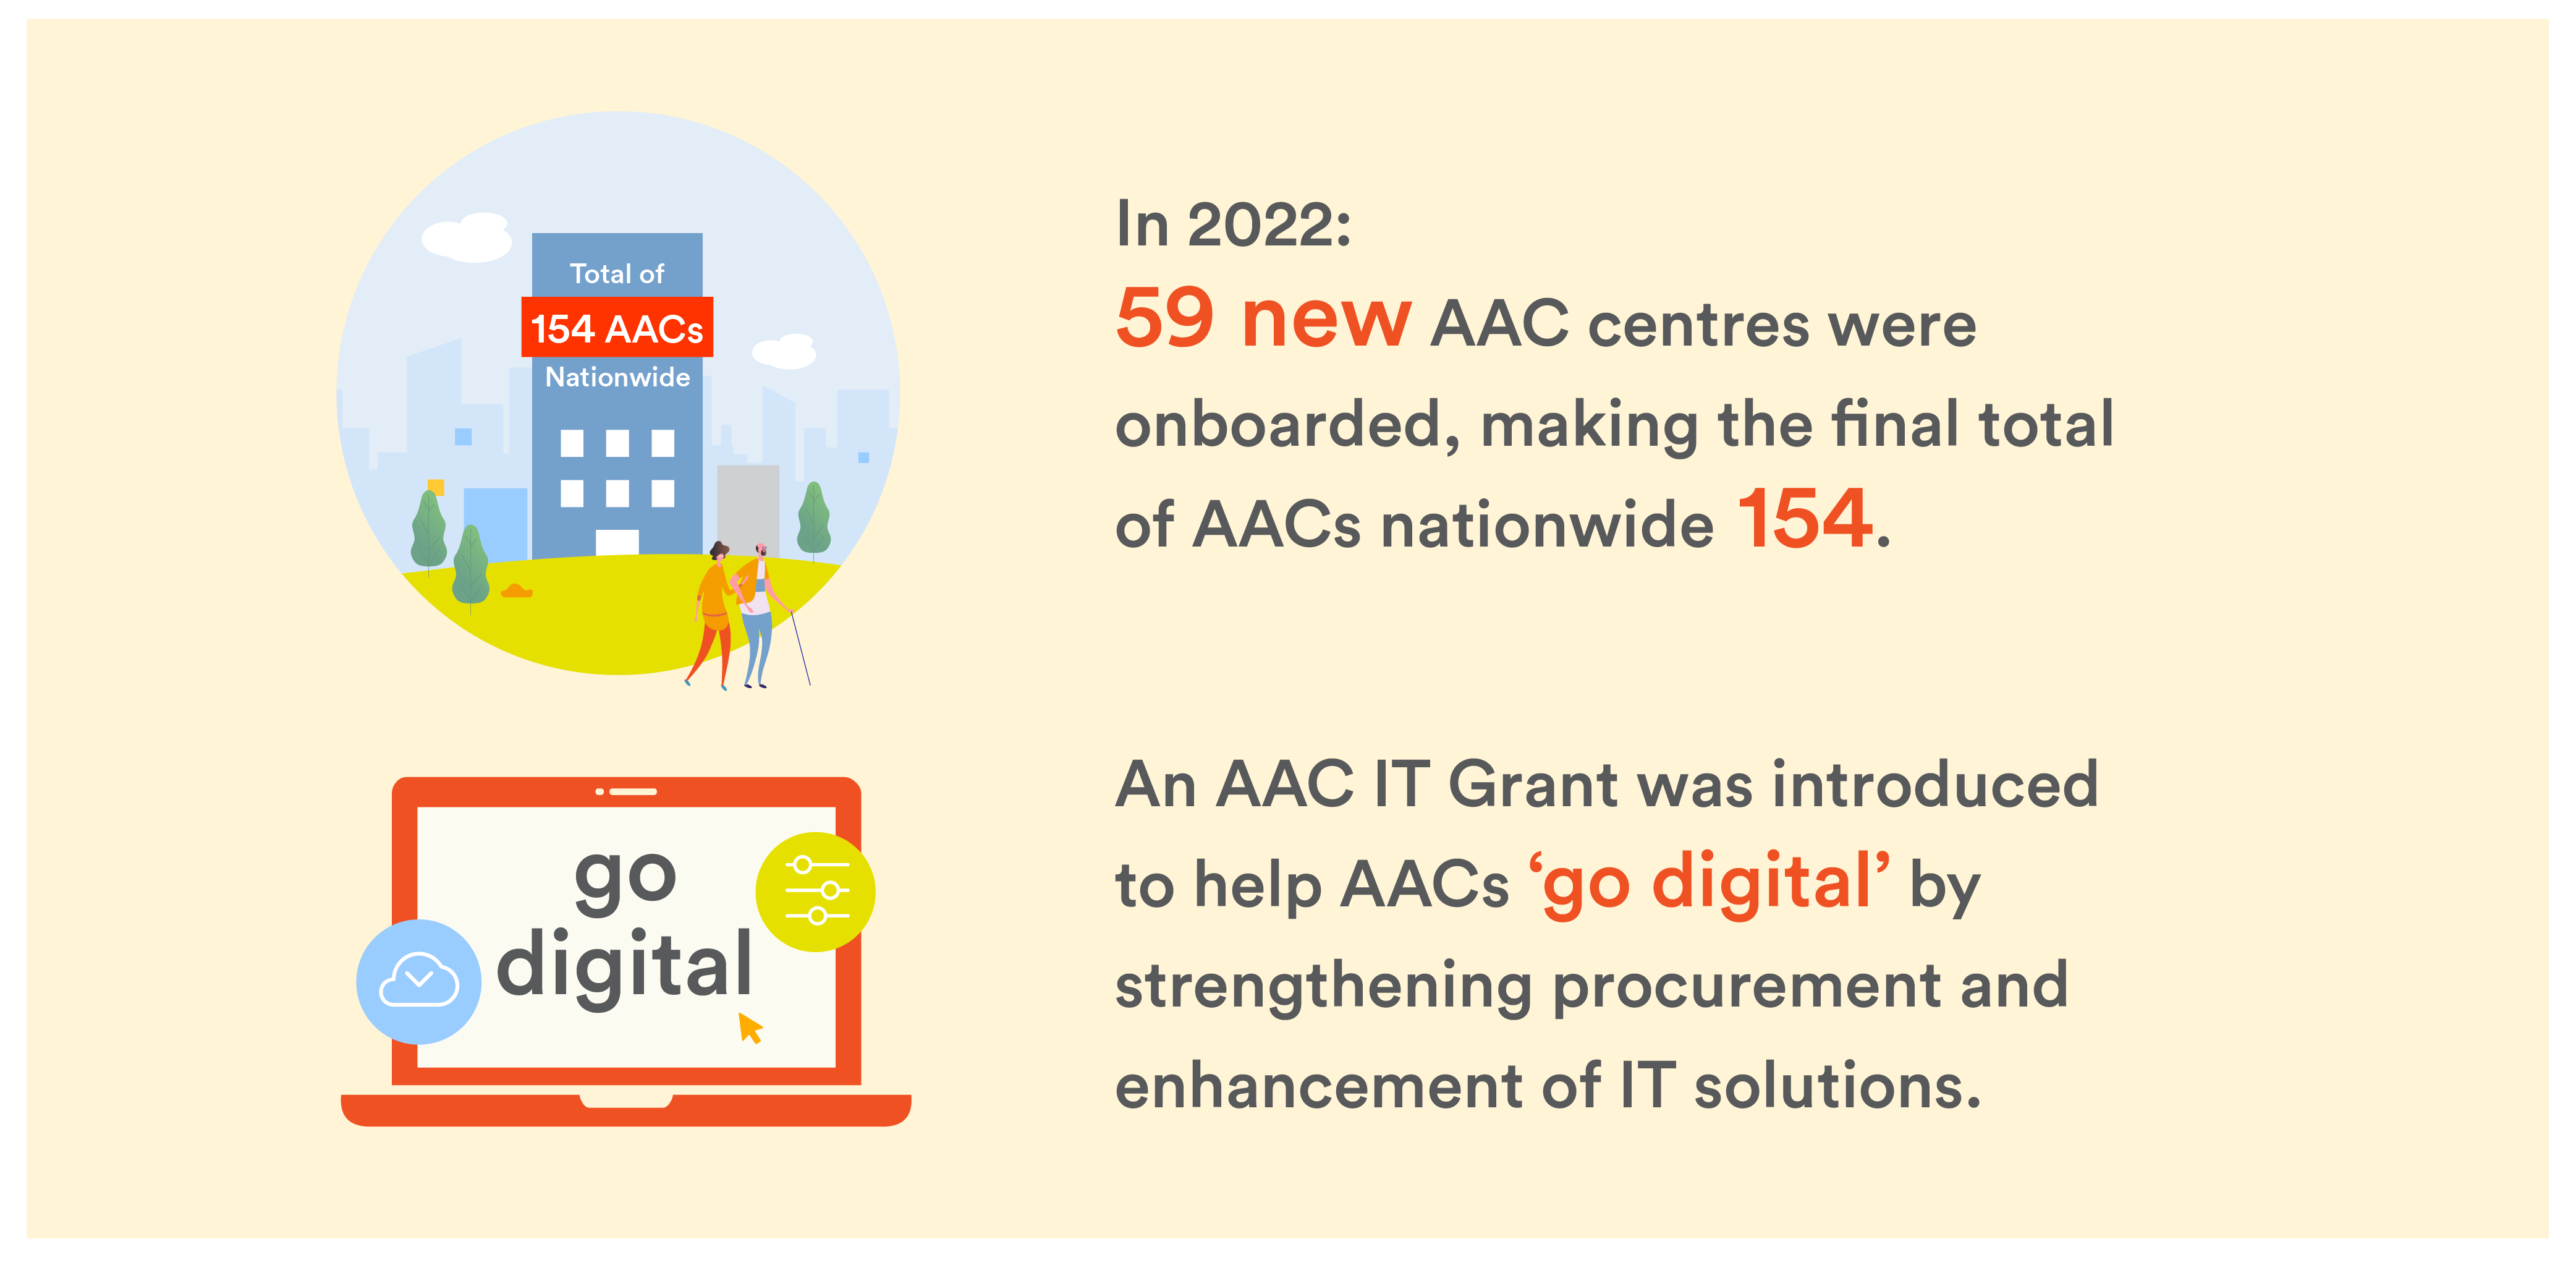 Total of
154 AACs
Nationwide
In 2022:
59 new AAC centres were
onboarded, making the final total
of AACs nationwide 154.
go
digital
An AAC IT Grant was introduced
to help AACs ‘go digital’ by
strengthening procurement and
enhancement of IT solutions.